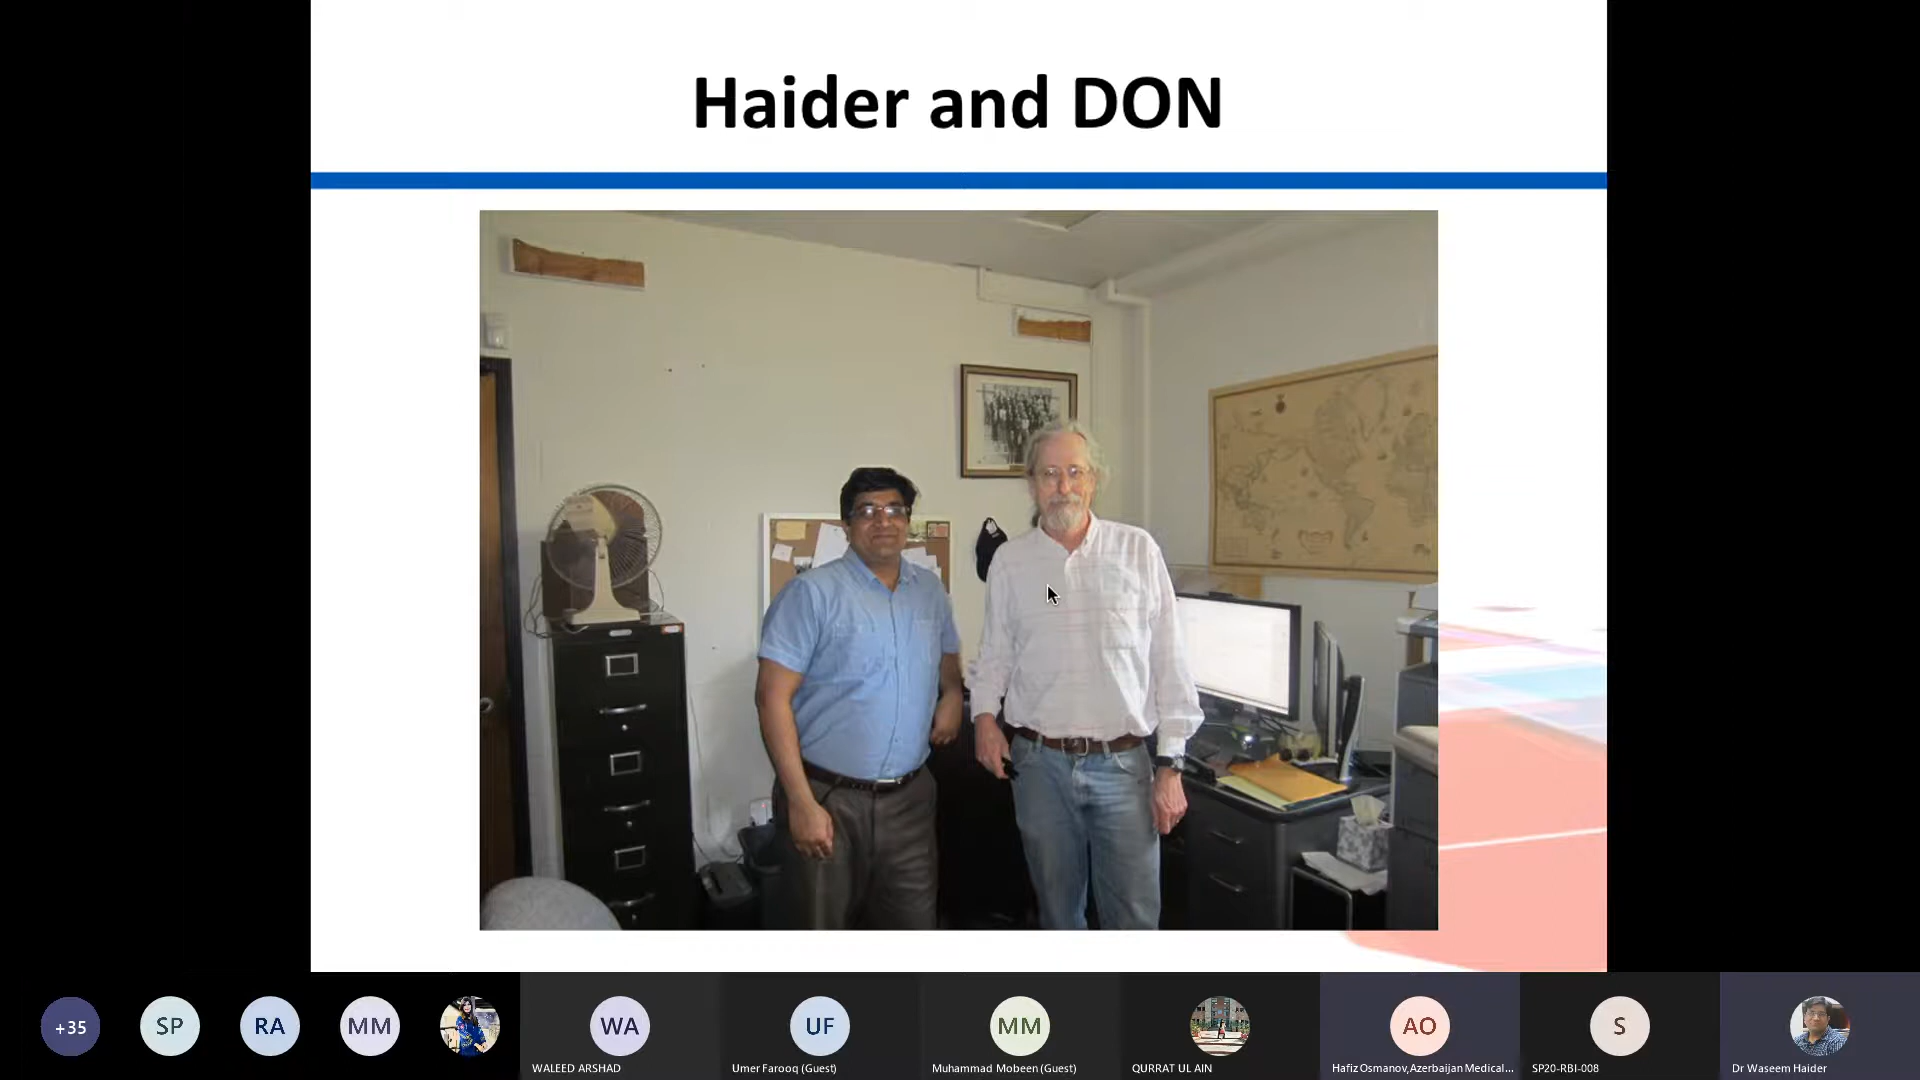 Haider and DON
+35
SP
RA
MM
WA
UF
MM
AO
S
WALEED ARSHAD
Umer Farooq (Guest)
Muhammad Mobeen (Guest)
QURRAT UL AIN
Hafiz Osmanov,Azerbaijan Medical...
SP20-RBI-008
Dr Waseem Haider